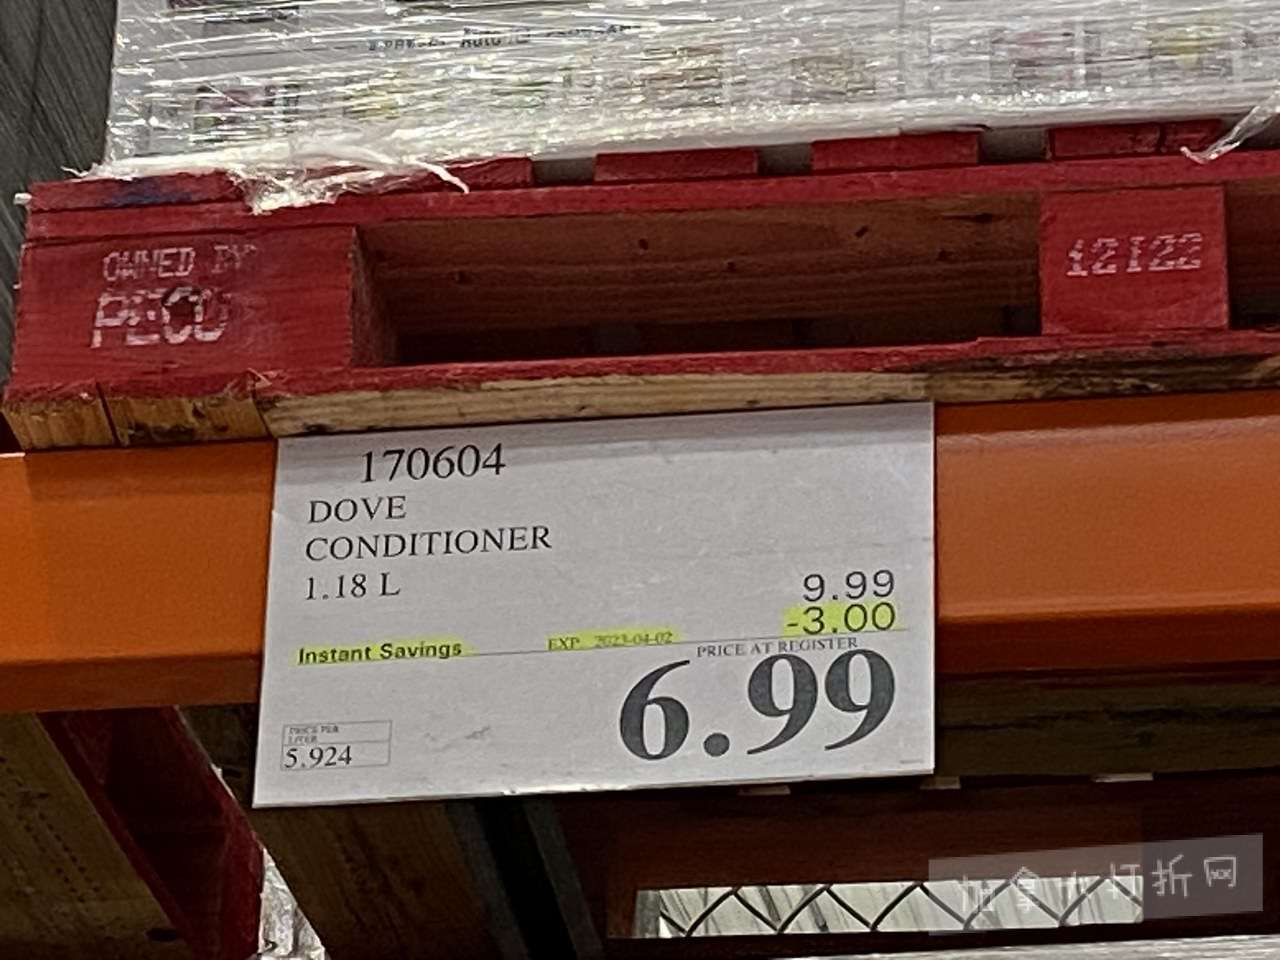 OWNED BY
PECO
12122
170604
DOVE
CONDITIONER
1.18 L
9.99
-3.00
Instant Savings
EXP 2023-04-02
PRICE AT REGISTER
6.99
PRICE PER
LITER
5.924
加拿大打折网